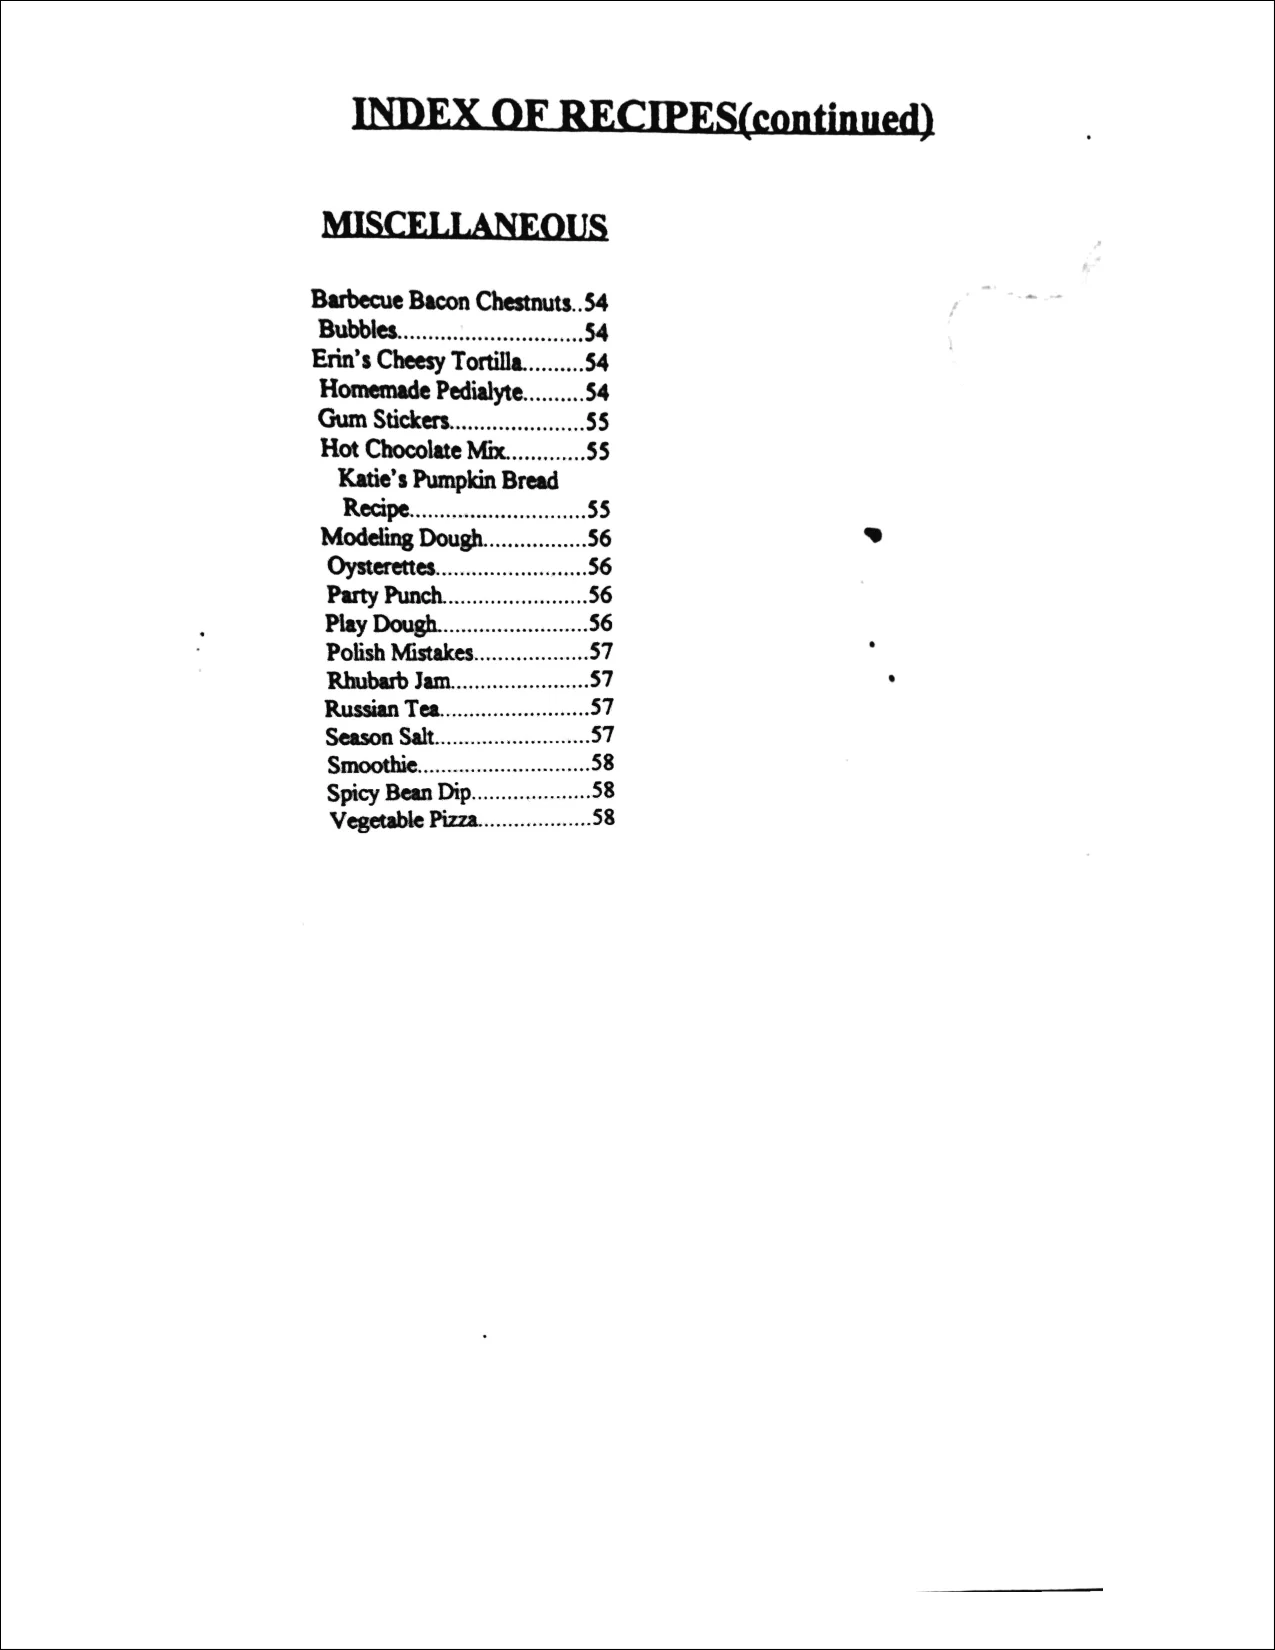 INDEX OF RECIPES(continued)
MISCELLANEOUS
Barbecue Bacon Chestnuts..54
Bubbles..............................54
Erin's Cheesy Tortilla..........54
Homemade Pedialyte..........54
Gum Stickers......................55
Hot Chocolate Mix.............55
Katie's Pumpkin Bread
Recipe.............................55
Modeling Dough.................56
Oysterettes.........................56
Party Punch........................56
Play Dough.........................56
Polish Mistakes...................57
Rhubarb Jam.......................57
Russian Tea.........................57
Season Salt..........................57
Smoothie.............................58
Spicy Bean Dip....................58
Vegetable Pizza...................58